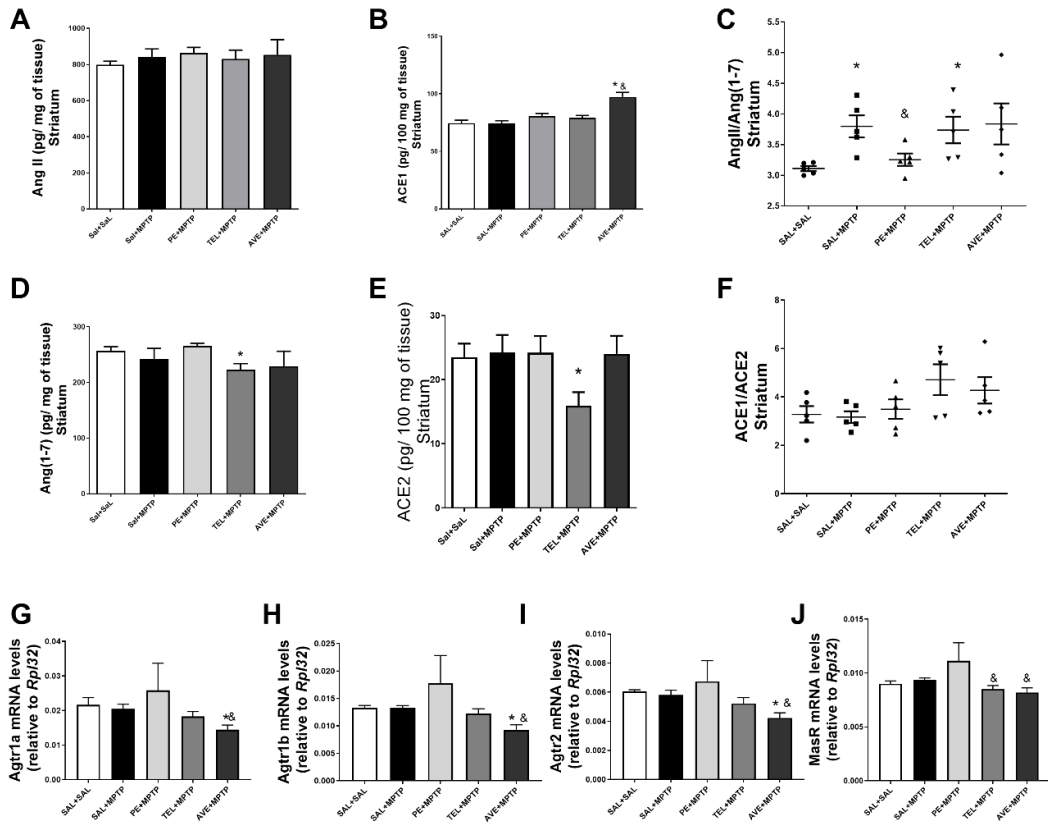 A
Ang II (pg/ mg of tissue)
Striatum
1000
800
600
400
200
0
Sal+SaL
Sal+MPTP
PE+MPTP
TEL+MPTP
AVE+MPTP
B
ACE1 (pg/ 100 mg of tissue)
Striatum
150
100
50
0
* &
SAL+SAL
SAL+MPTP
PE+MPTP
TEL+MPTP
AVE+MPTP
C
AngII/Ang(1-7)
Striatum
5.5
5.0
4.5
4.0
3.5
3.0
2.5
*
&
*
SAL+SAL
SAL+MPTP
PE+MPTP
TEL+MPTP
AVE+MPTP
D
Ang(1-7) (pg/ mg of tissue)
Stiatum
300
200
100
0
*
Sal+SaL
Sal+MPTP
PE+MPTP
TEL+MPTP
AVE+MPTP
E
ACE2 (pg/ 100 mg of tissue)
Striatum
30
20
10
0
*
Sal+SaL
Sal+MPTP
PE+MPTP
TEL+MPTP
AVE+MPTP
F
ACE1/ACE2
Striatum
8
6
4
2
0
SAL+SAL
SAL+MPTP
PE+MPTP
TEL+MPTP
AVE+MPTP
G
Agtr1a mRNA levels
(relative to Rpl32)
0.04
0.03
0.02
0.01
0.00
*&
SAL+SAL
SAL+MPTP
PE+MPTP
TEL+MPTP
AVE+MPTP
H
Agtr1b mRNA levels
(relative to Rpl32)
0.025
0.020
0.015
0.010
0.005
0.000
* &
SAL+SAL
SAL+MPTP
PE+MPTP
TEL+MPTP
AVE+MPTP
I
Agtr2 mRNA levels
(relative to Rpl32)
0.010
0.008
0.006
0.004
0.002
0.000
* &
SAL+SAL
SAL+MPTP
PE+MPTP
TEL+MPTP
AVE+MPTP
J
MasR mRNA levels
(relative to Rpl32)
0.015
0.010
0.005
0.000
&
&
SAL+SAL
SAL+MPTP
PE+MPTP
TEL+MPTP
AVE+MPTP